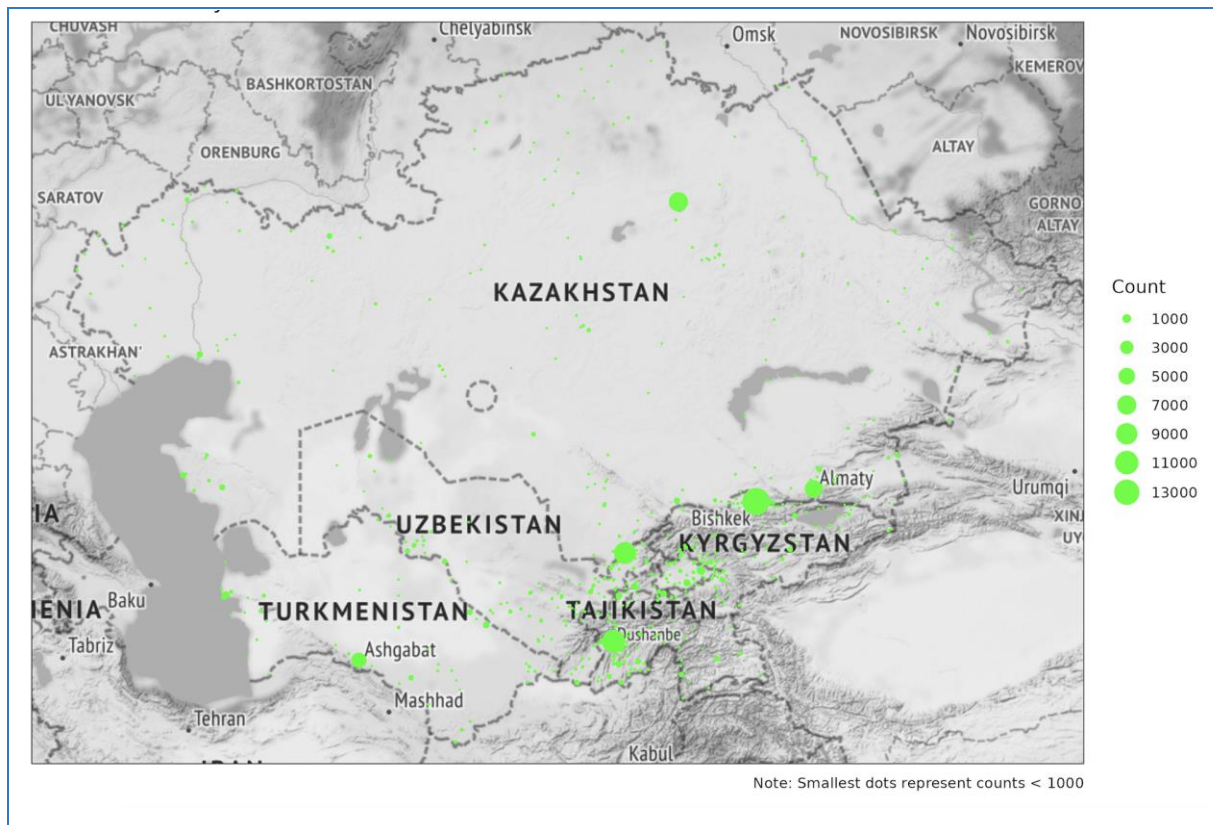 CHUVASH
Chelyabinsk
Omsk
NOVOSIBIRSK
Novosibirsk
KEMEROV
BASHKORTOSTAN
UL'YANOVSK
ORENBURG
ALTAY
SARATOV
GORNO
ALTAY
KAZAKHSTAN
ASTRAKHAN'
Almaty
Urumqi
IA
Bishkek
XINJ
UY
UZBEKISTAN
KYRGYZSTAN
Baku
IENIA
TURKMENISTAN
TAJIKISTAN
Tabriz
Dushanbe
Ashgabat
Mashhad
Tehran
Kabul
IRAN
Count
1000
3000
5000
7000
9000
11000
13000
Note: Smallest dots represent counts < 1000